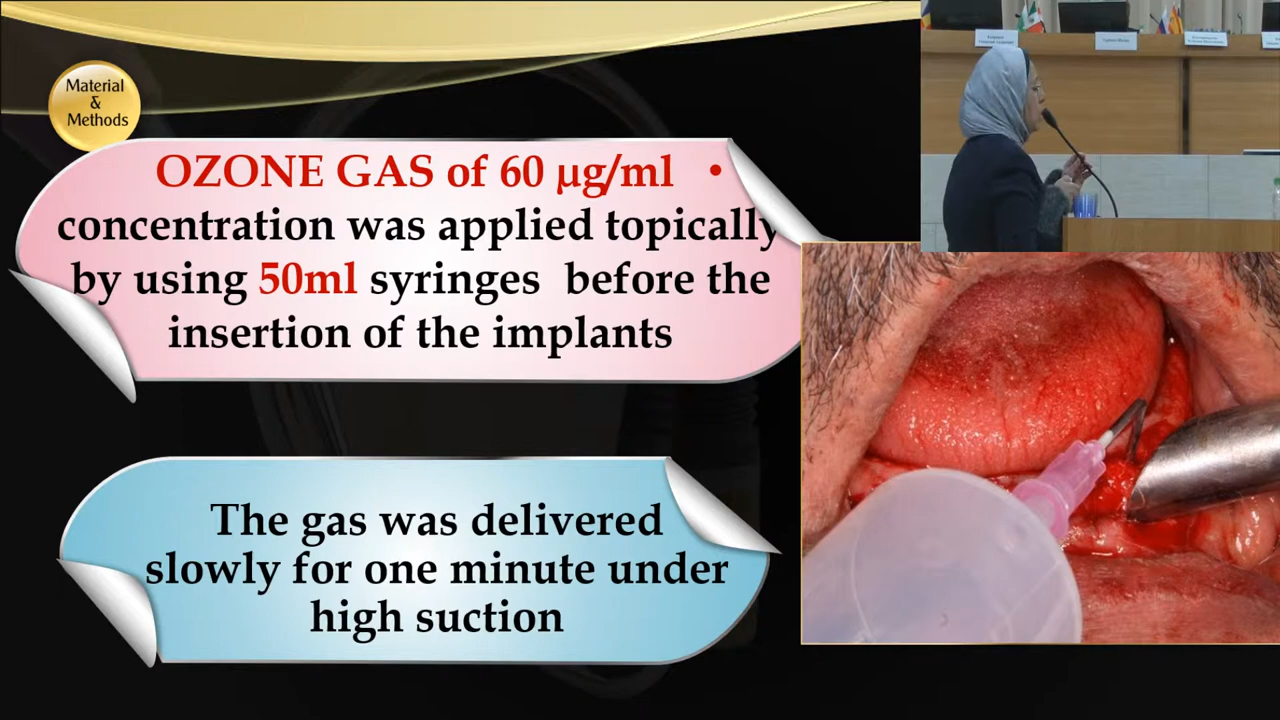 Material
&
Methods
OZONE GAS of 60 µg/ml •
concentration was applied topically
by using 50ml syringes before the
insertion of the implants
The gas was delivered
slowly for one minute under
high suction